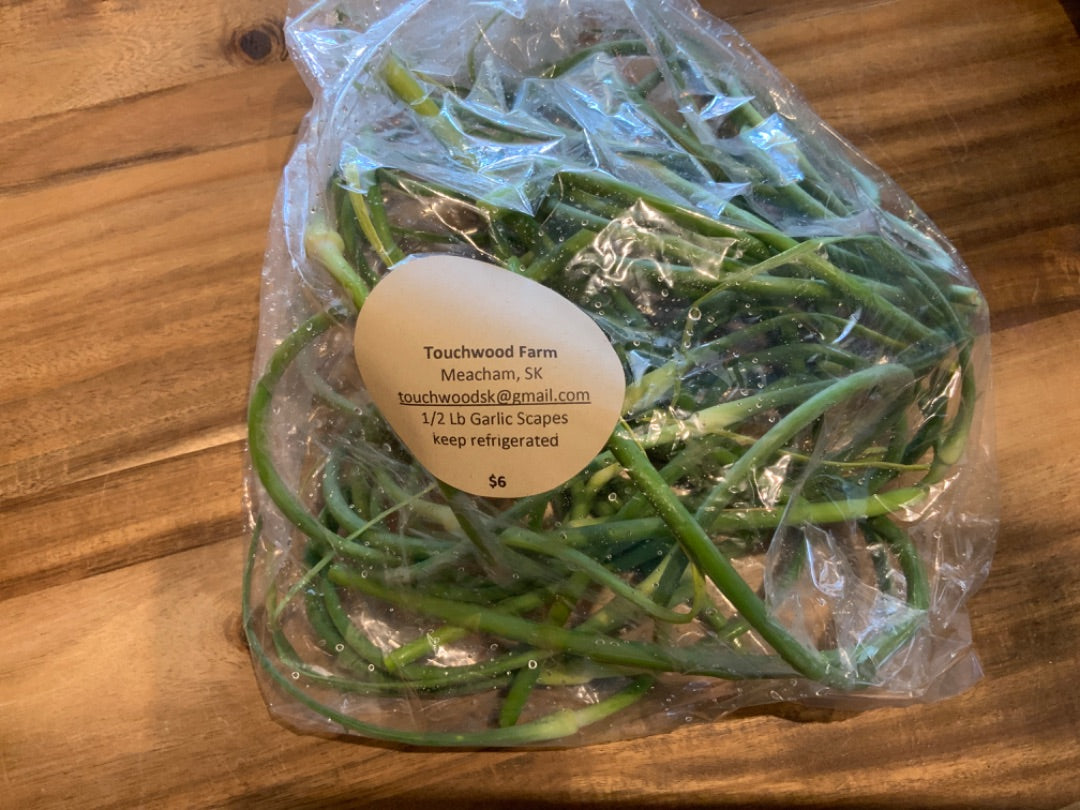 Touchwood Farm
Meacham, SK
touchwoodsk@gmail.com
1/2 Lb Garlic Scapes
keep refrigerated
$6